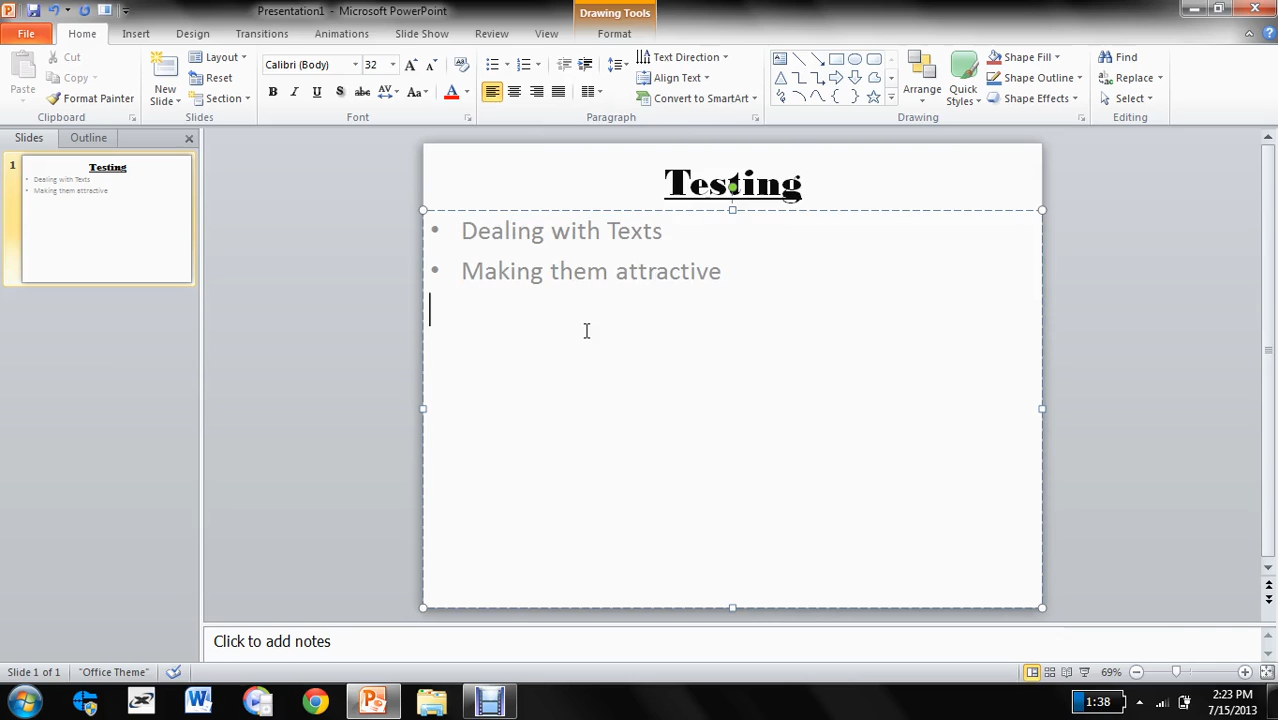 Presentation1 - Microsoft PowerPoint
Drawing Tools
File Home Insert Design Transitions Animations Slide Show Review View Format
Paste
Cut
Copy
Format Painter
Clipboard
New Slide
Layout
Reset
Section
Slides
Calibri (Body) 32
B I U S abc AV Aa A
Font
Text Direction
Align Text
Convert to SmartArt
Paragraph
Arrange
Quick Styles
Shape Fill
Shape Outline
Shape Effects
Drawing
Find
Replace
Select
Editing
Slides Outline
1
Testing
Dealing with Texts
Making them attractive
Testing
• Dealing with Texts
• Making them attractive
Click to add notes
Slide 1 of 1 "Office Theme" 69%
1:38
2:23 PM
7/15/2013